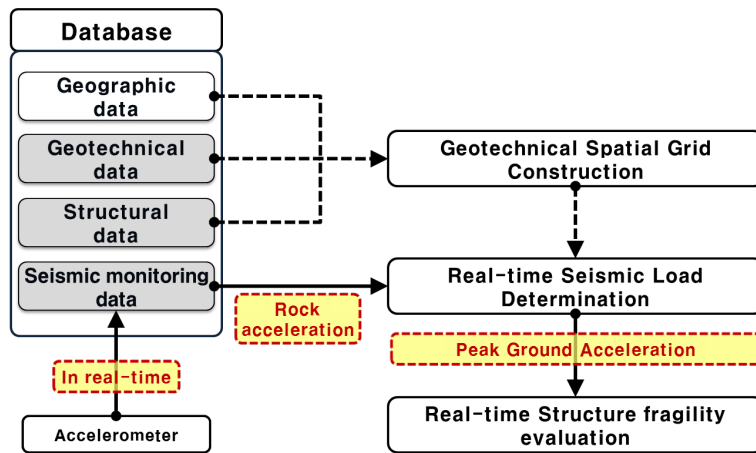 Database
Geographic
data
Geotechnical
data
Structural
data
Seismic monitoring
data
In real-time
Accelerometer
Rock
acceleration
Geotechnical Spatial Grid
Construction
Real-time Seismic Load
Determination
Peak Ground Acceleration
Real-time Structure fragility
evaluation